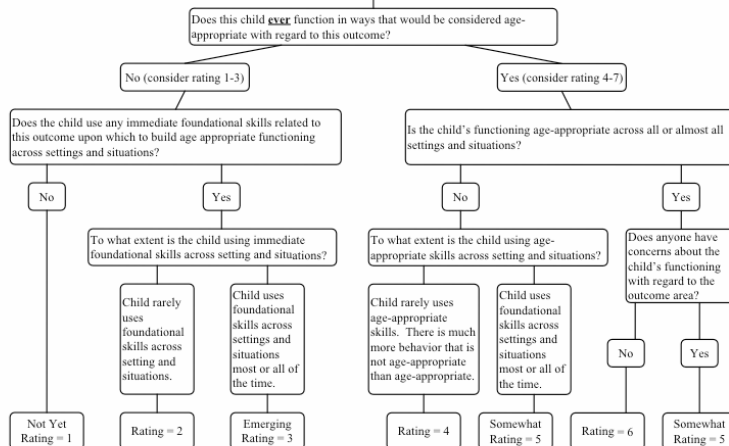 Does this child ever function in ways that would be considered age-
appropriate with regard to this outcome?
No (consider rating 1-3)
Yes (consider rating 4-7)
Does the child use any immediate foundational skills related to
this outcome upon which to build age appropriate functioning
across settings and situations?
Is the child's functioning age-appropriate across all or almost all
settings and situations?
No
Yes
No
Yes
To what extent is the child using immediate
foundational skills across setting and situations?
To what extent is the child using age-
appropriate skills across setting and situations?
Does anyone have
concerns about the
child's functioning
with regard to the
outcome area?
Child rarely
uses
foundational
skills across
setting and
situations.
Child uses
foundational
skills across
settings and
situations
most or all of
the time.
Child rarely uses
age-appropriate
skills. There is much
more behavior that is
not age-appropriate
than age-appropriate.
Child uses
foundational
skills across
settings and
situations
most or all of
the time.
No
Yes
Not Yet
Rating = 1
Rating = 2
Emerging
Rating = 3
Rating = 4
Somewhat
Rating = 5
Rating = 6
Somewhat
Rating = 5